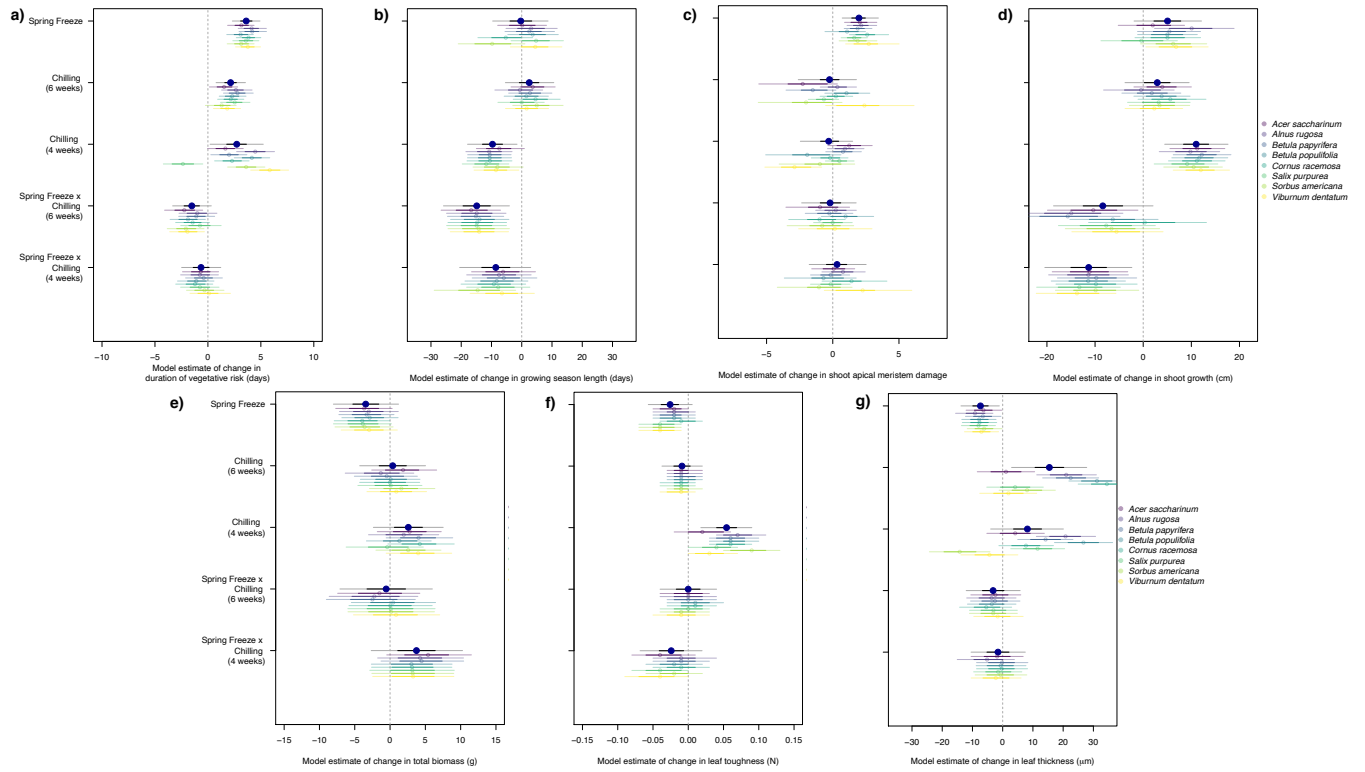 a)
b)
c)
d)
Spring Freeze
Chilling
(6 weeks)
Chilling
(4 weeks)
Spring Freeze x
Chilling
(6 weeks)
Spring Freeze x
Chilling
(4 weeks)
Acer saccharinum
Alnus rugosa
Betula papyrifera
Betula populifolia
Cornus racemosa
Salix purpurea
Sorbus americana
Viburnum dentatum
−10 −5 0 5 10
−30 −20 −10 0 10 20 30
−5 0 5
−20 −10 0 10 20
Model estimate of change in
duration of vegetative risk (days)
Model estimate of change in growing season length (days)
Model estimate of change in shoot apical meristem damage
Model estimate of change in shoot growth (cm)
e)
f)
g)
Spring Freeze
Chilling
(6 weeks)
Chilling
(4 weeks)
Spring Freeze x
Chilling
(6 weeks)
Spring Freeze x
Chilling
(4 weeks)
Acer saccharinum
Alnus rugosa
Betula papyrifera
Betula populifolia
Cornus racemosa
Salix purpurea
Sorbus americana
Viburnum dentatum
−15 −10 −5 0 5 10 15
−0.15 −0.10 −0.05 0.00 0.05 0.10 0.15
−30 −20 −10 0 10 20 30
Model estimate of change in total biomass (g)
Model estimate of change in leaf toughness (N)
Model estimate of change in leaf thickness (μm)